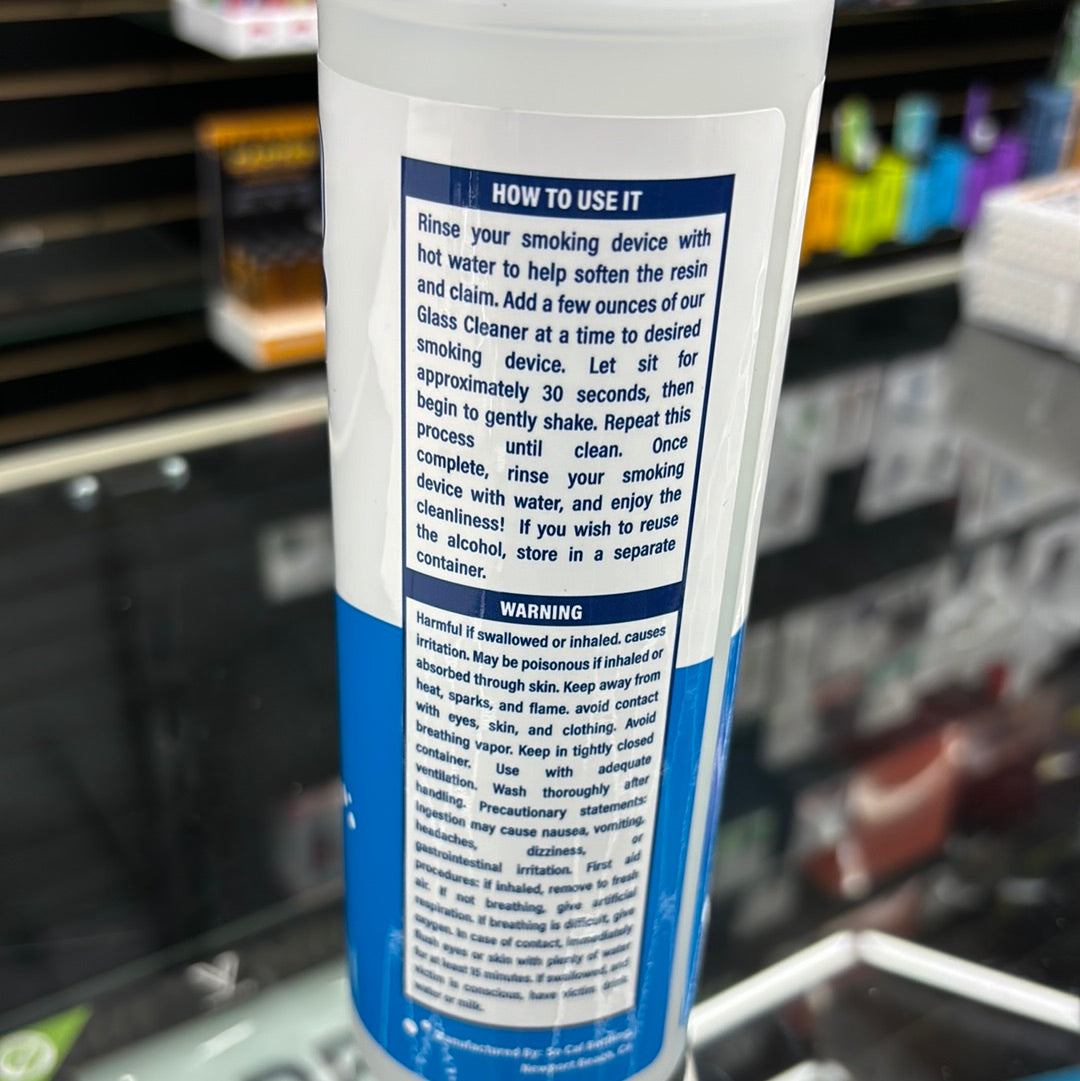 HOW TO USE IT
Rinse your smoking device with
hot water to help soften the resin
and claim. Add a few ounces of our
Glass Cleaner at a time to desired
smoking device. Let sit for
approximately 30 seconds, then
begin to gently shake. Repeat this
process until clean. Once
complete, rinse your smoking
device with water, and enjoy the
cleanliness! If you wish to reuse
the alcohol, store in a separate
container.
WARNING
Harmful if swallowed or inhaled. causes
irritation. May be poisonous if inhaled or
absorbed through skin. Keep away from
heat, sparks, and flame. avoid contact
with eyes, skin, and clothing. Avoid
breathing vapor. Keep in tightly closed
container. Use with adequate
ventilation. Wash thoroughly after
handling. Precautionary statements:
Ingestion may cause nausea, vomiting,
headaches, dizziness, or
gastrointestinal irritation. First aid
procedures: if inhaled, remove to fresh
air. If not breathing, give artificial
respiration. If breathing is difficult, give
oxygen. In case of contact, immediately
flush eyes or skin with plenty of water
for at least 15 minutes. If swallowed, and
victim is conscious, have victim drink
water or milk.
Manufactured By: So Cal
Newport Beach, CA